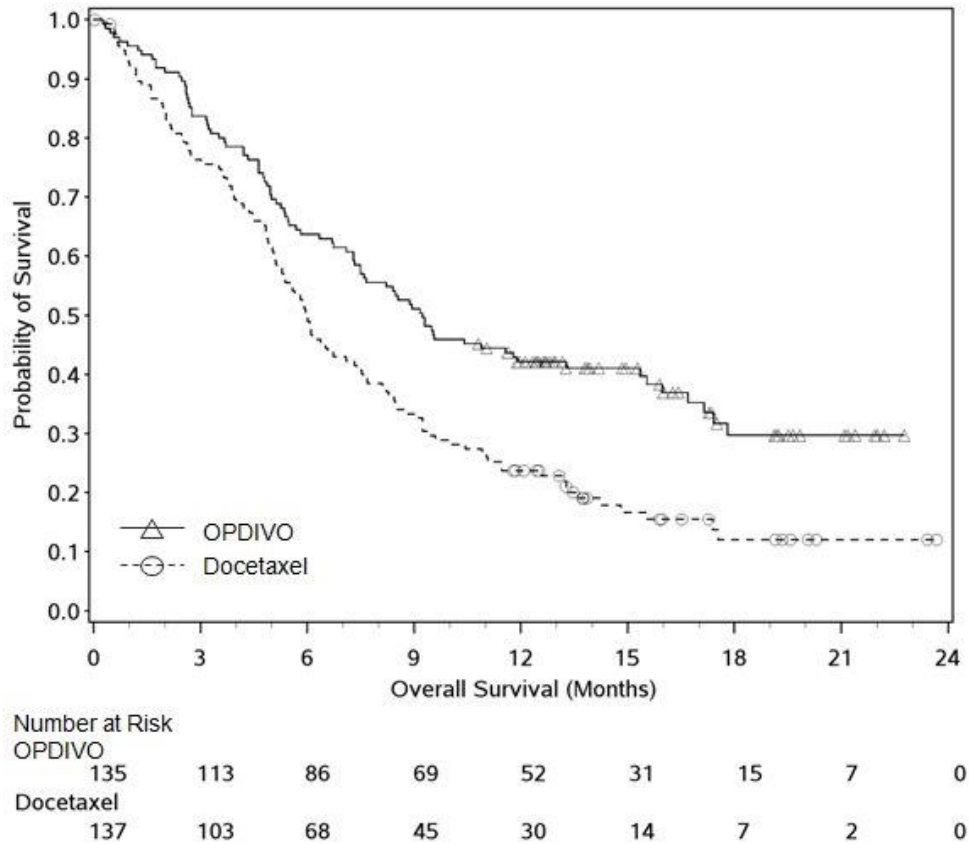 1.0
0.9
0.8
0.7
0.6
0.5
0.4
0.3
0.2
0.1
0.0
Probability of Survival
OPDIVO
Docetaxel
0 3 6 9 12 15 18 21 24
Overall Survival (Months)
Number at Risk
OPDIVO
135 113 86 69 52 31 15 7 0
Docetaxel
137 103 68 45 30 14 7 2 0